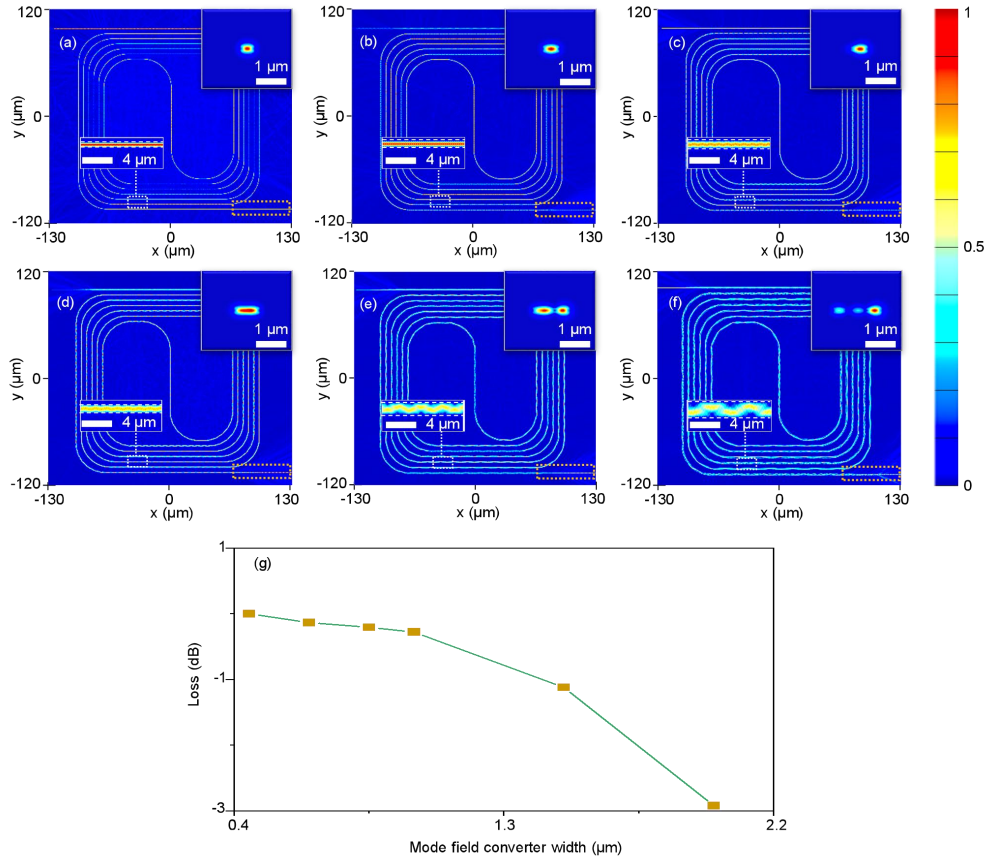 120
0
-120
y (µm)
(a)
1 µm
4 µm
-130
0
130
x (µm)
120
0
-120
y (µm)
(b)
1 µm
4 µm
-130
0
130
x (µm)
120
0
-120
y (µm)
(c)
1 µm
4 µm
-130
0
130
x (µm)
1
0.5
0
120
0
-120
y (µm)
(d)
1 µm
4 µm
-130
0
130
x (µm)
120
0
-120
y (µm)
(e)
1 µm
4 µm
-130
0
130
x (µm)
120
0
-120
y (µm)
(f)
1 µm
4 µm
-130
0
130
x (µm)
(g)
1
-1
-3
Loss (dB)
0.4
1.3
2.2
Mode field converter width (µm)